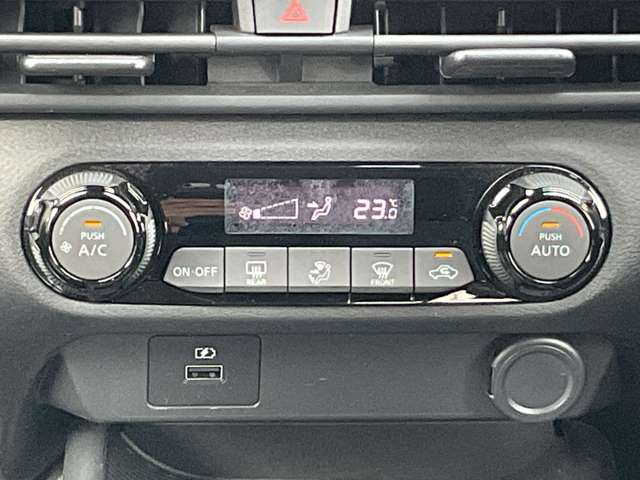 23.0℃
PUSH
A/C
PUSH
AUTO
ON·OFF
REAR
FRONT